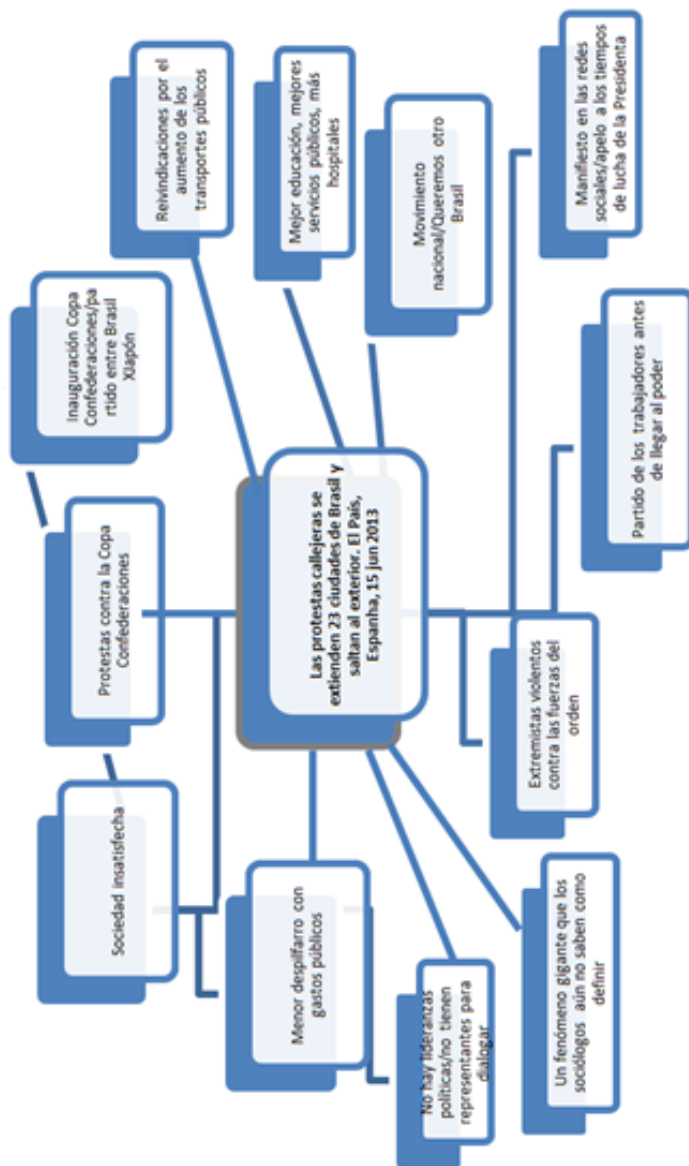 Sociedad insatisfecha
Protestas contra la Copa
Confederaciones
Inauguración Copa
Confederaciones/pa
rtido entre Brasil
XJapón
Reivindicaciones por el
aumento de los
transportes públicos
Menor despilfarro con
gastos públicos
Las protestas callejeras se
extienden 23 ciudades de Brasil y
saltan al exterior. El País,
Espanha, 15 jun 2013
Mejor educación, mejores
servicios públicos, más
hospitales
Movimiento
nacional/Queremos otro
Brasil
No hay lideranzas
políticas/no tienen
representantes para
dialogar
Un fenómeno gigante que los
sociólogos aún no saben como
definir
Extremistas violentos
contra las fuerzas del
orden
Partido de los trabajadores antes
de llegar al poder
Manifiesto en las redes
sociales/apelo a los tiempos
de lucha de la Presidenta